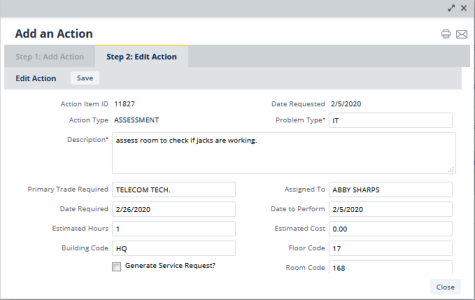 Add an Action
Step 1: Add Action Step 2: Edit Action
Edit Action Save
Action Item ID 11827 Date Requested 2/5/2020
Action Type ASSESSMENT Problem Type* IT
Description* assess room to check if jacks are working.
Primary Trade Required TELECOM TECH. Assigned To ABBY SHARPS
Date Required 2/26/2020 Date to Perform 2/5/2020
Estimated Hours 1 Estimated Cost 0.00
Building Code HQ Floor Code 17
Generate Service Request? Room Code 168
Close